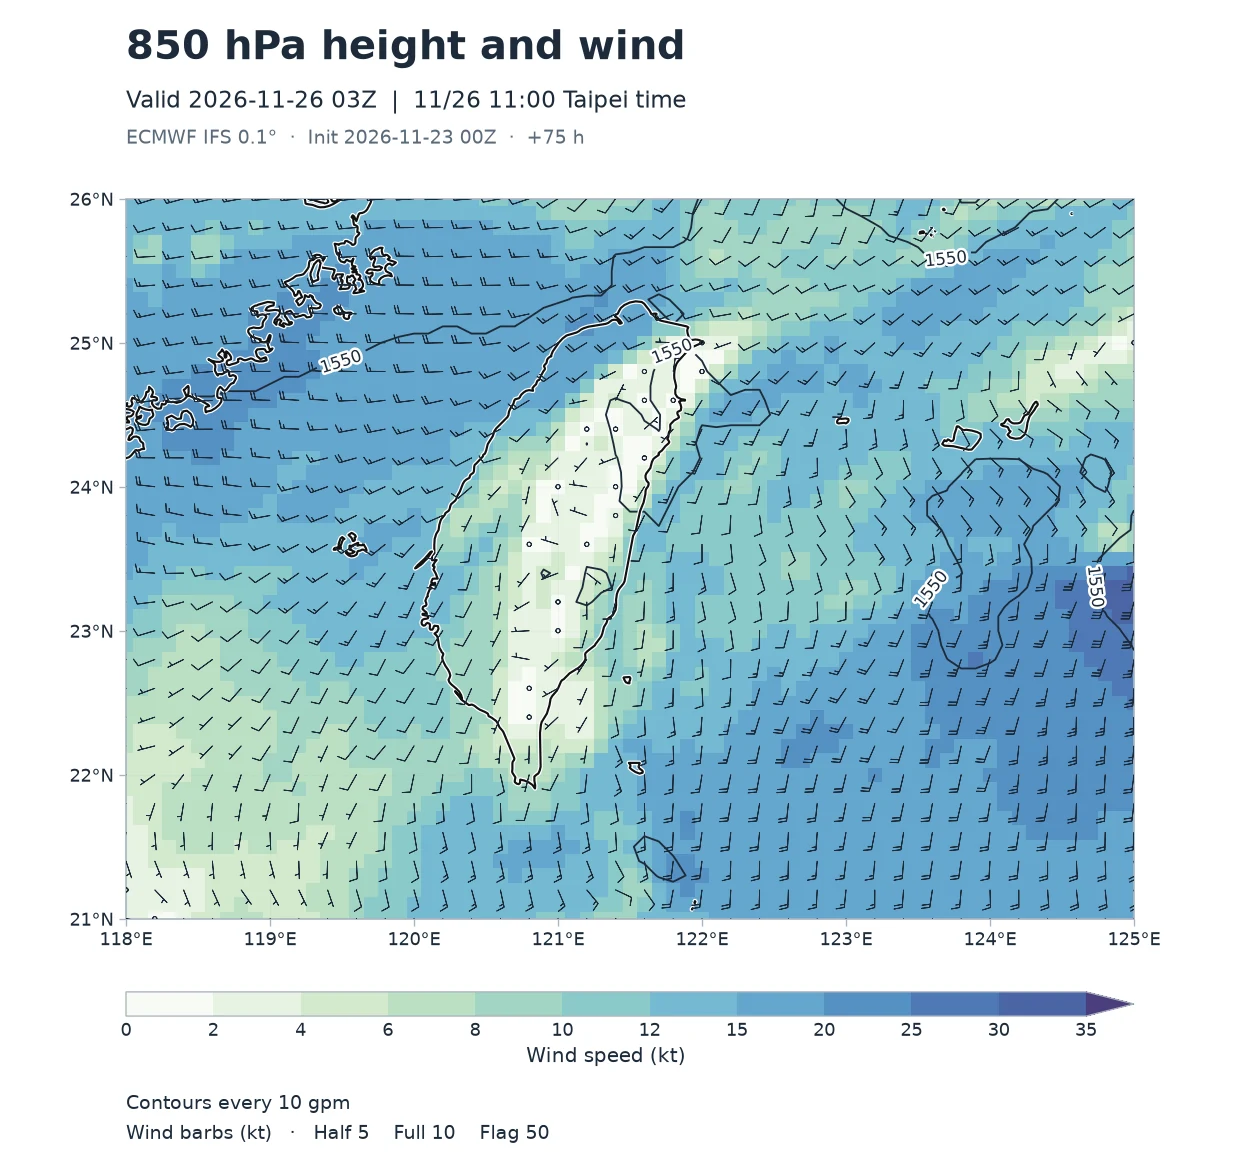 850 hPa height and wind
Valid 2026-11-26 03Z | 11/26 11:00 Taipei time
ECMWF IFS 0.1° · Init 2026-11-23 00Z · +75 h
26°N
1550
25°N
1550
1550
24°N
1550
1550
23°N
22°N
21°N
118°E 119°E 120°E 121°E 122°E 123°E 124°E 125°E
0 2 4 6 8 10 12 15 20 25 30 35
Wind speed (kt)
Contours every 10 gpm
Wind barbs (kt) · Half 5 Full 10 Flag 50